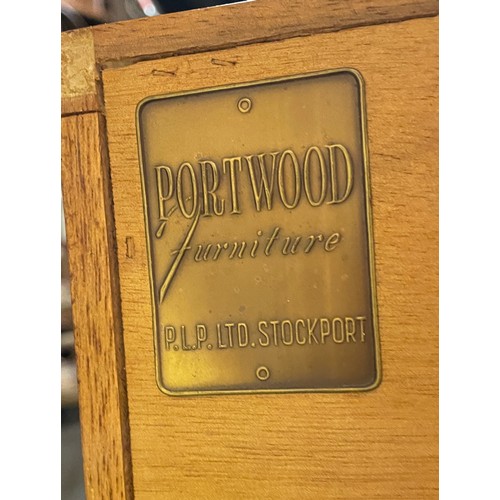 PORTWOOD
furniture
P.L.P. LTD. STOCKPORT